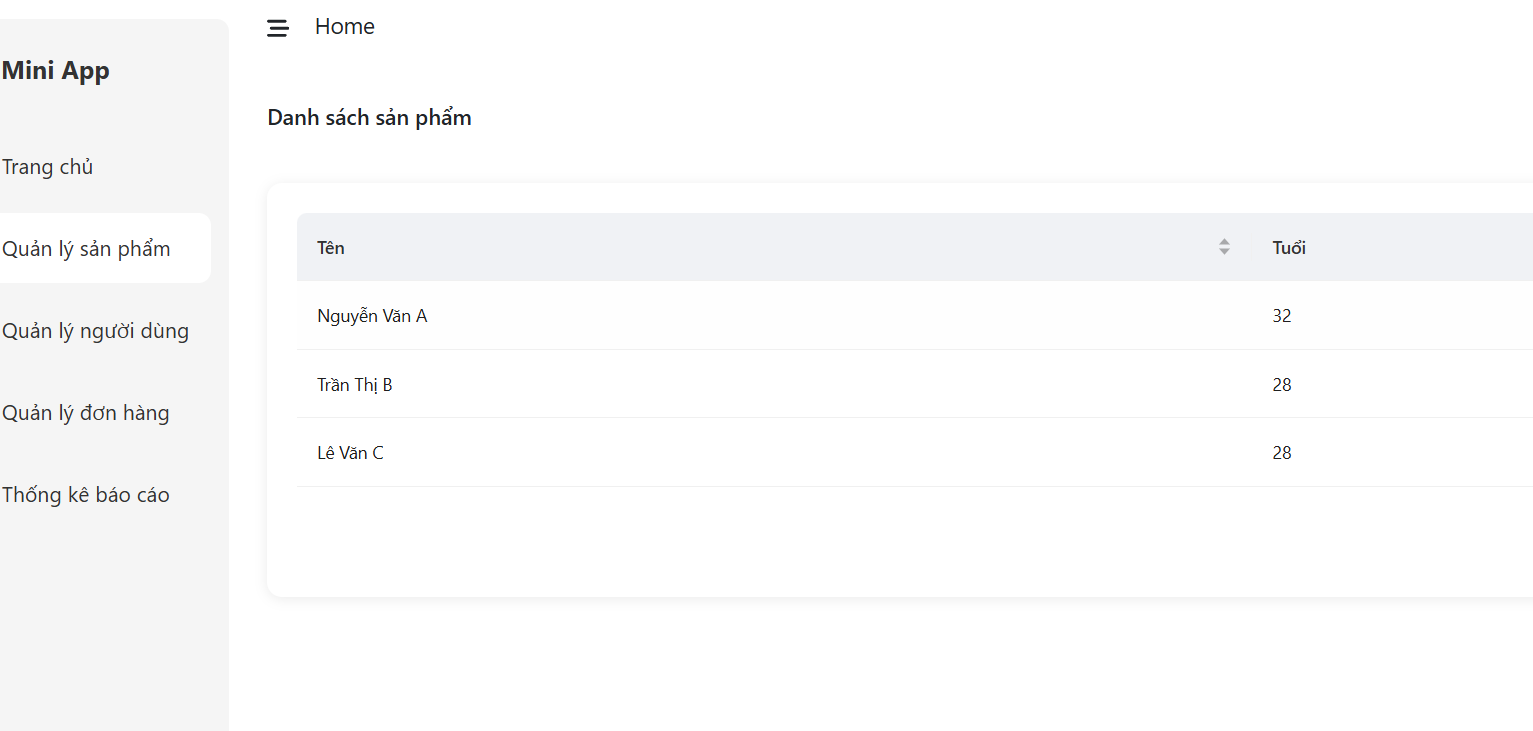 Home
Mini App
Danh sách sản phẩm
Trang chủ
Quản lý sản phẩm
Quản lý người dùng
Quản lý đơn hàng
Thống kê báo cáo
Tên Tuổi
Nguyễn Văn A 32
Trần Thị B 28
Lê Văn C 28